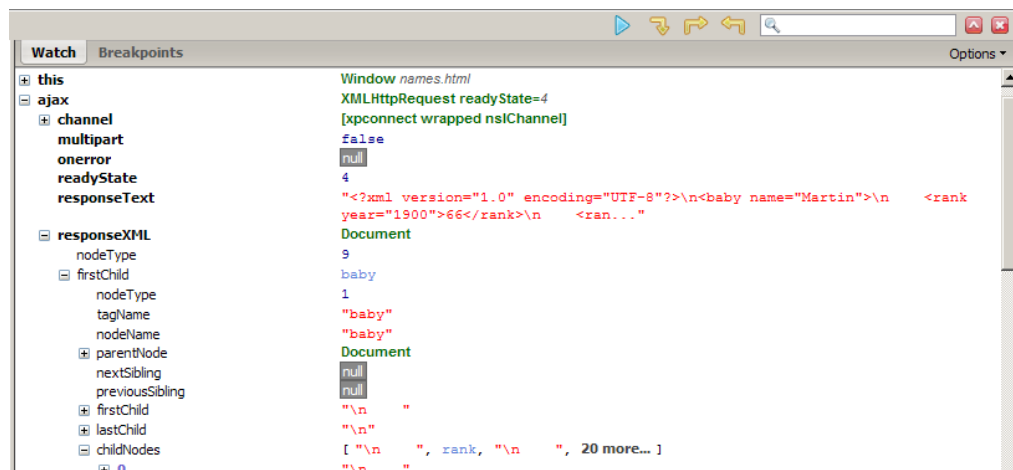 Watch Breakpoints Options
this Window names.html
ajax XMLHttpRequest readyState=4
channel [xpconnect wrapped nsIChannel]
multipart false
onerror null
readyState 4
responseText "<?xml version="1.0" encoding="UTF-8"?>\n<baby name="Martin">\n    <rank
year="1900">66</rank>\n    <ran..."
responseXML Document
nodeType 9
firstChild baby
nodeType 1
tagName "baby"
nodeName "baby"
parentNode Document
nextSibling null
previousSibling null
firstChild "\n    "
lastChild "\n"
childNodes [ "\n    ", rank, "\n    ", 20 more... ]
0 "\n    "